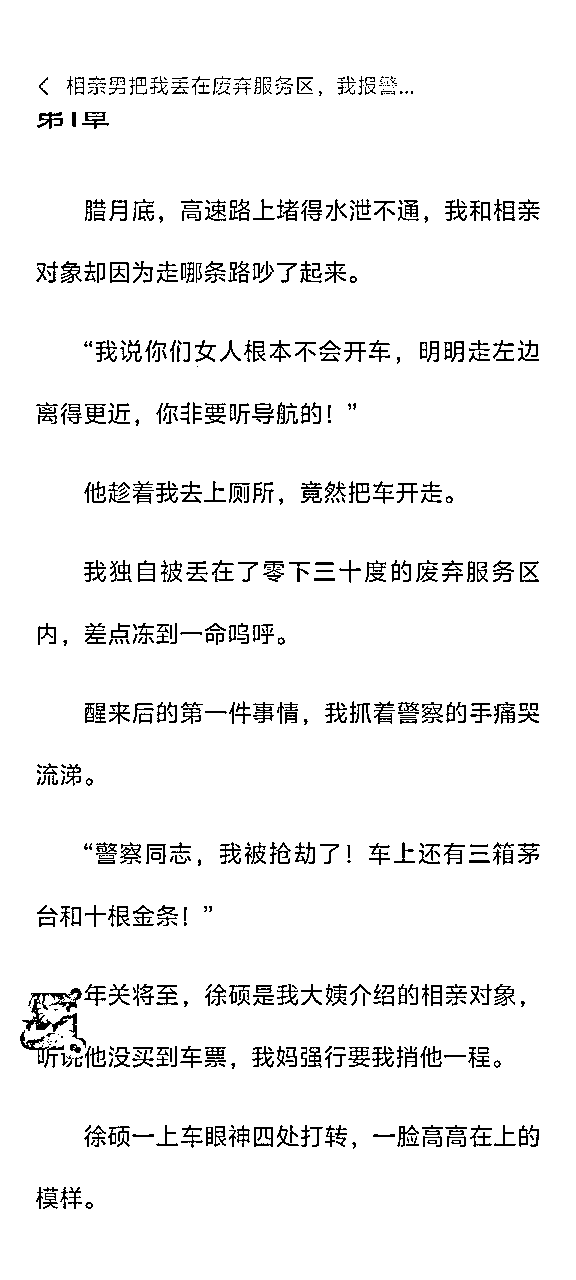 相亲男把我丢在废弃服务区，我报警...
第1章
腊月底，高速路上堵得水泄不通，我和相亲
对象却因为走哪条路吵了起来。
“我说你们女人根本不会开车，明明走左边
离得更近，你非要听导航的！”
他趁着我去上厕所，竟然把车开走。
我独自被丢在了零下三十度的废弃服务区
内，差点冻到一命呜呼。
醒来后的第一件事情，我抓着警察的手痛哭
流涕。
“警察同志，我被抢劫了！车上还有三箱茅
台和十根金条！”
年关将至，徐硕是我大姨介绍的相亲对象，
听说他没买到车票，我妈强行要我捎他一程。
徐硕一上车眼神四处打转，一脸高高在上的
模样。